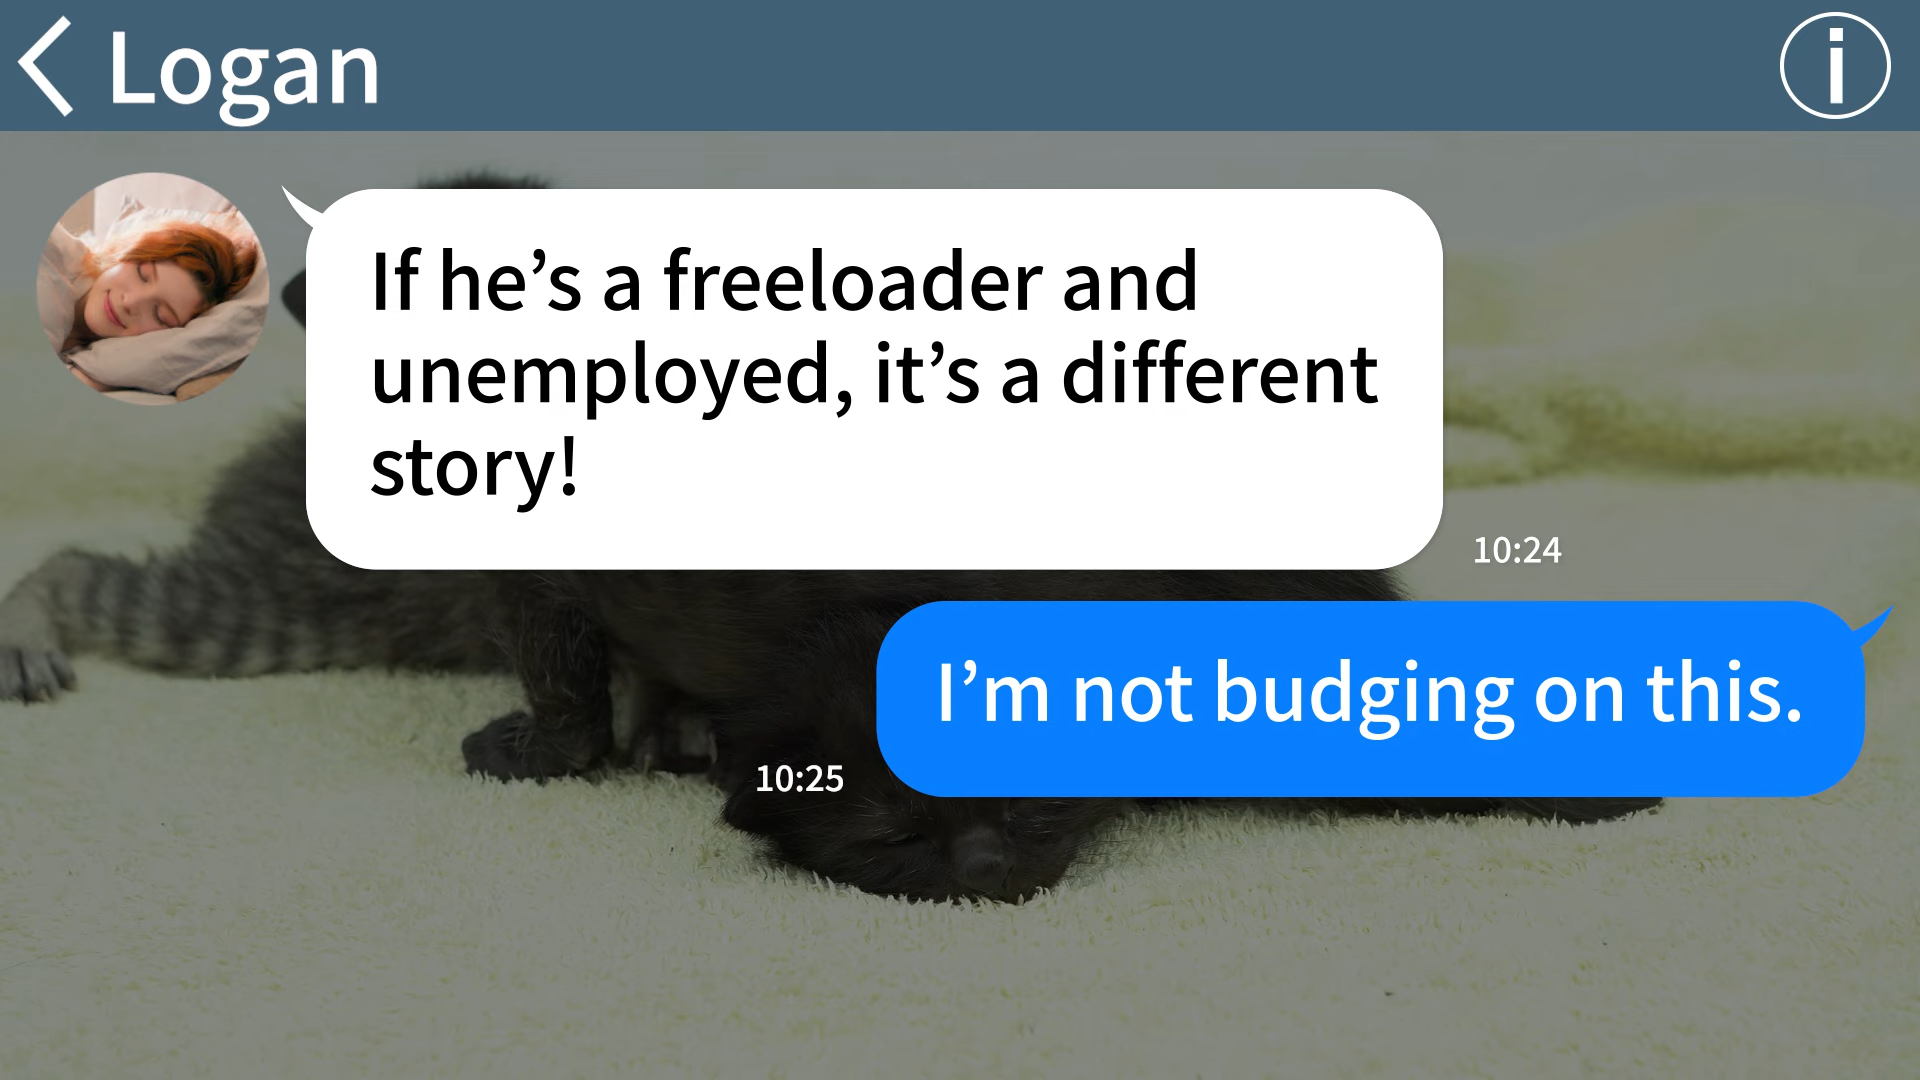 Logan
If he’s a freeloader and
unemployed, it’s a different
story!
10:24
I’m not budging on this.
10:25